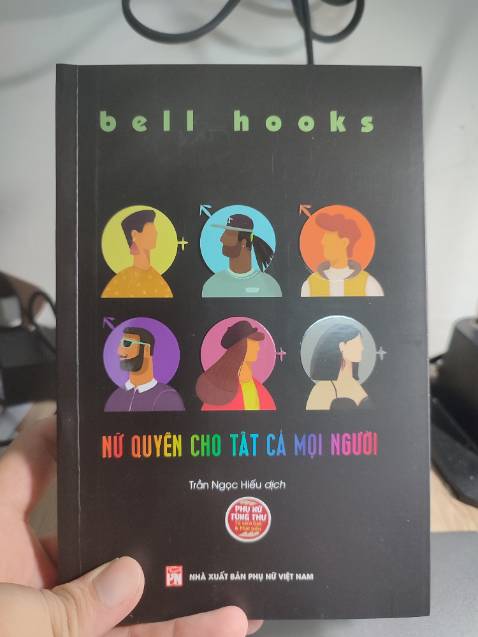 bell hooks
NỮ QUYỀN CHO TẤT CẢ MỌI NGƯỜI
Trần Ngọc Hiếu dịch
PHỤ NỮ
TÙNG THƯ
PN
NHÀ XUẤT BẢN PHỤ NỮ VIỆT NAM